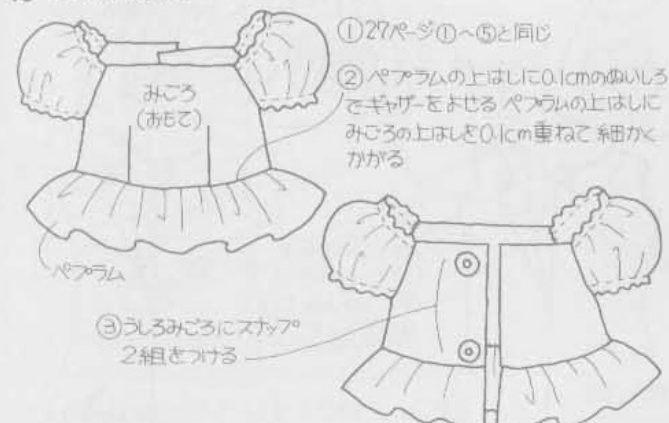 ①27ページ①～⑤と同じ
②ペプラムの上はしに0.1cmのぬいしろ
でギャザーをよせる ペプラムの上はしに
みごろの上はしを0.1cm重ねて細かく
かがる
みごろ
(おもて)
ペプラム
③うしろみごろにスナップ
2組をつける